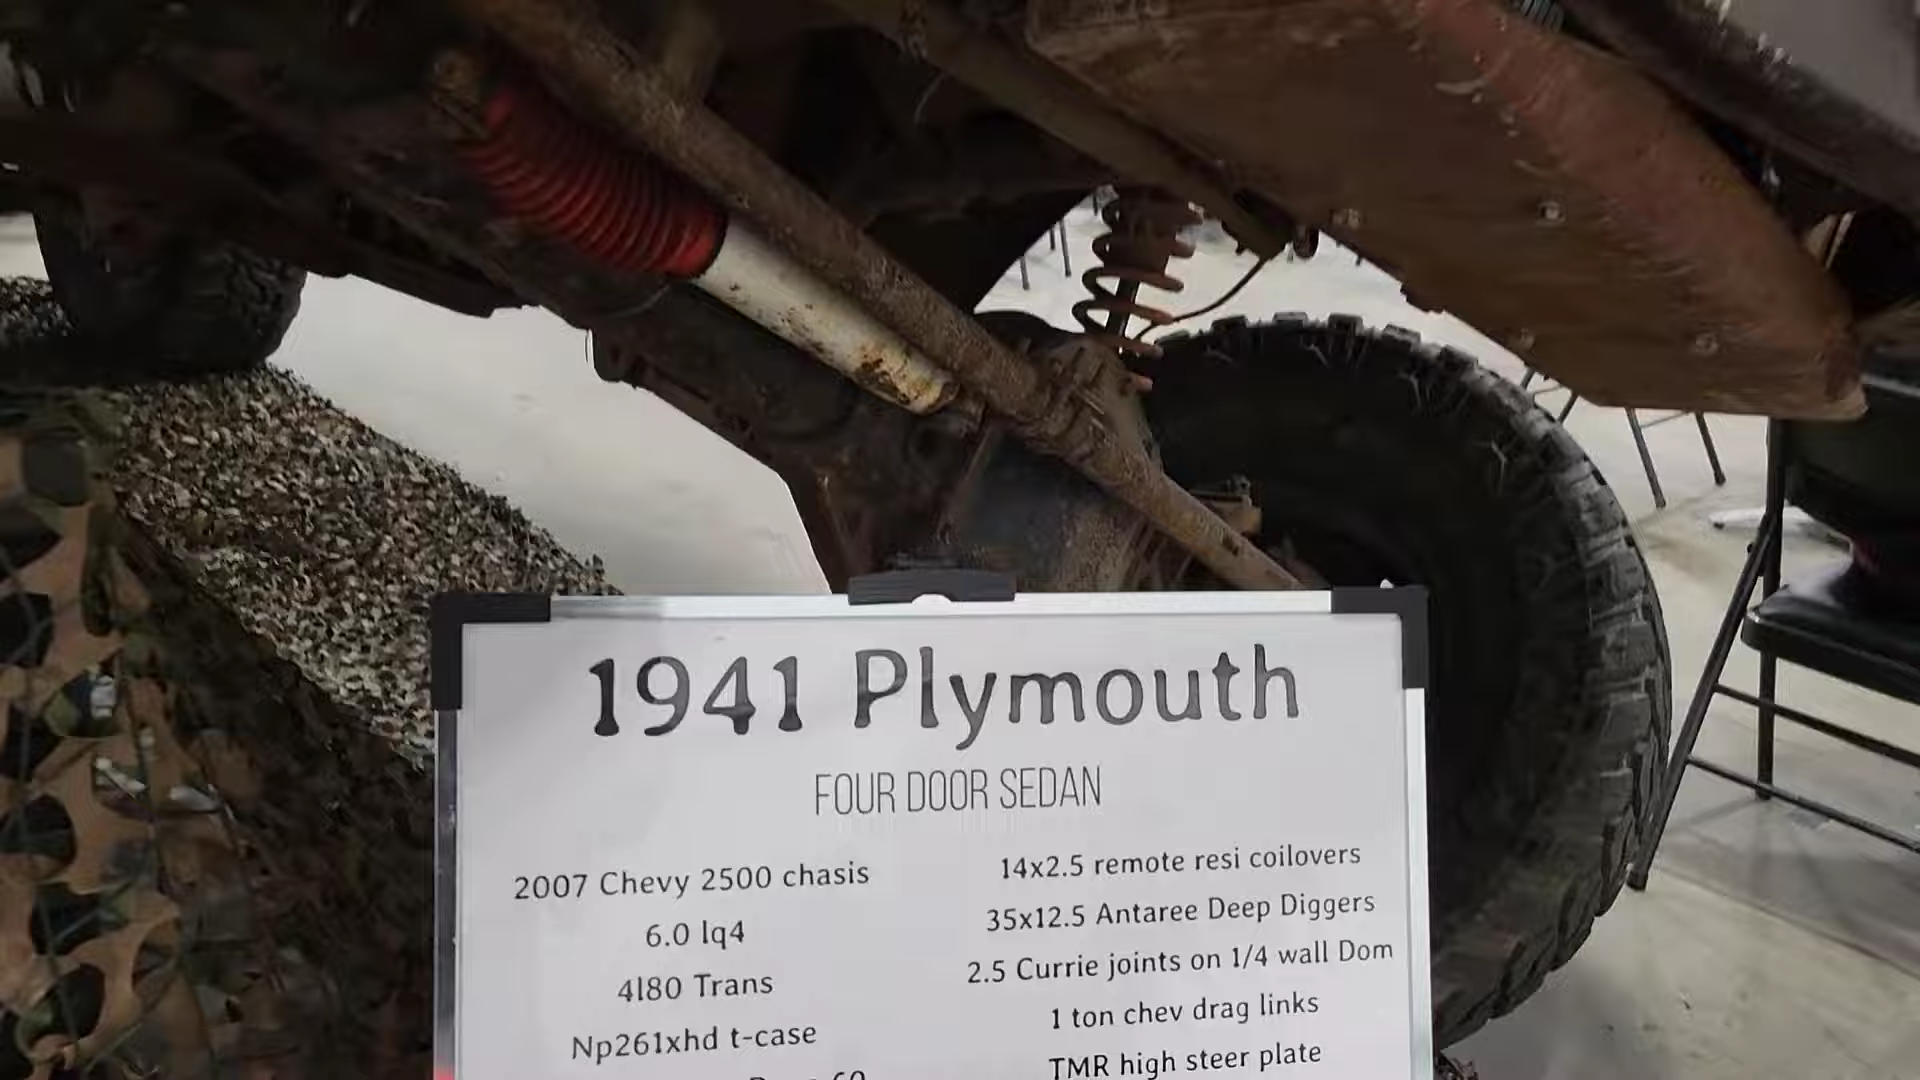 1941 Plymouth
FOUR DOOR SEDAN
2007 Chevy 2500 chasis
6.0 lq4
4l80 Trans
Np261xhd t-case
60
14x2.5 remote resi coilovers
35x12.5 Antaree Deep Diggers
2.5 Currie joints on 1/4 wall Dom
1 ton chev drag links
TMR high steer plate